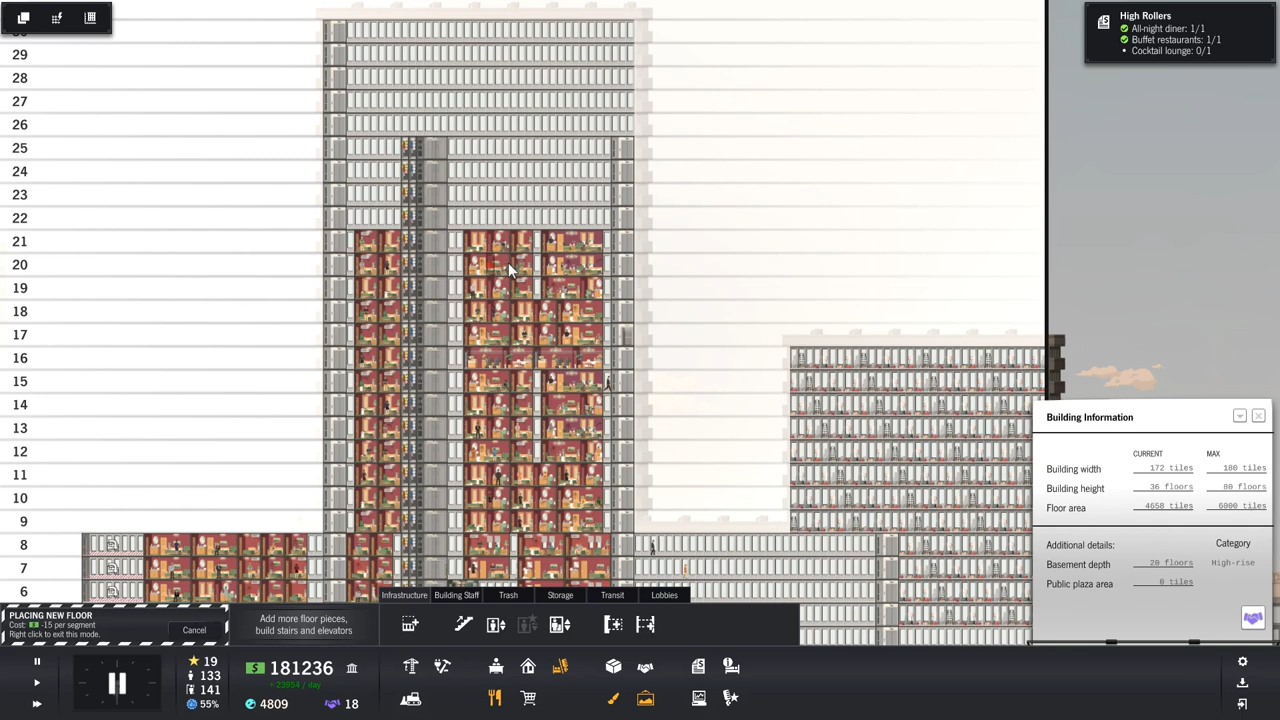 High Rollers
All-night diner: 1/1
Buffet restaurants: 1/1
• Cocktail lounge: 0/1
29
28
27
26
25
24
23
22
21
20
19
18
17
16
15
14
13
12
11
10
9
8
7
6
Building Information
CURRENT MAX
Building width 172 tiles 180 tiles
Building height 36 floors 80 floors
Floor area 4658 tiles 6000 tiles
Additional details: Category
Basement depth 20 floors High-rise
Public plaza area 0 tiles
Infrastructure Building Staff Trash Storage Transit Lobbies
PLACING NEW FLOOR
Cost: -15 per segment
Right click to exit this mode.
Cancel
Add more floor pieces,
build stairs and elevators
19
133
141
55%
$ 181236
+ 23954 / day
4809 18